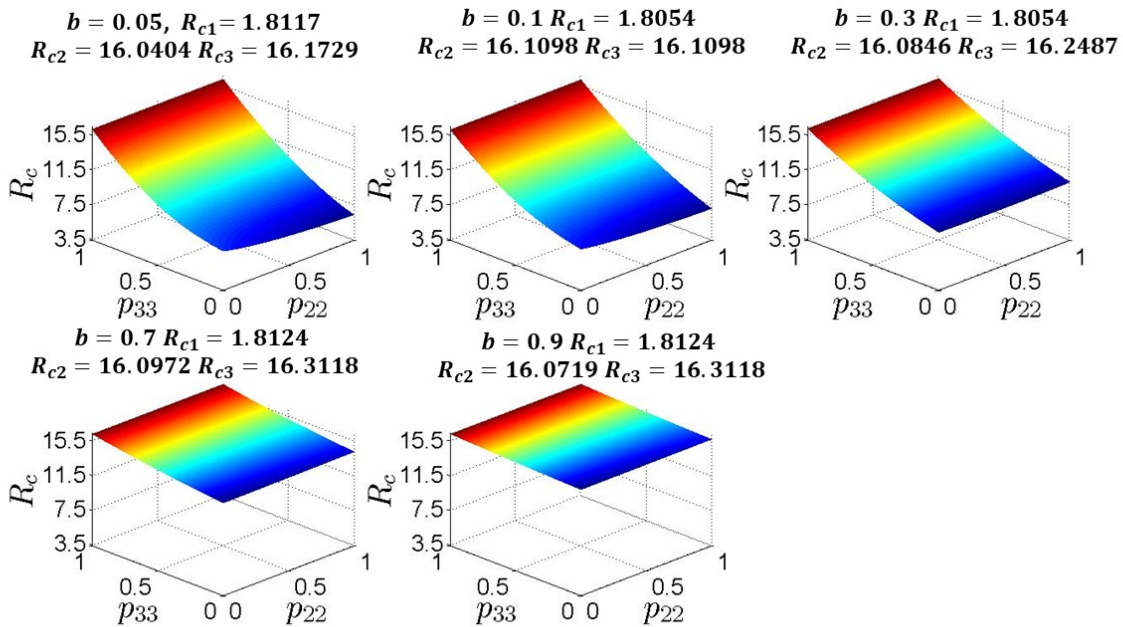 b = 0.05, R_c1 = 1.8117
R_c2 = 16.0404 R_c3 = 16.1729
R_c
15.5
11.5
7.5
3.5
1
0.5
0
0
0.5
1
p_33
p_22
b = 0.1 R_c1 = 1.8054
R_c2 = 16.1098 R_c3 = 16.1098
R_c
15.5
11.5
7.5
3.5
1
0.5
0
0
0.5
1
p_33
p_22
b = 0.3 R_c1 = 1.8054
R_c2 = 16.0846 R_c3 = 16.2487
R_c
15.5
11.5
7.5
3.5
1
0.5
0
0
0.5
1
p_33
p_22
b = 0.7 R_c1 = 1.8124
R_c2 = 16.0972 R_c3 = 16.3118
R_c
15.5
11.5
7.5
3.5
1
0.5
0
0
0.5
1
p_33
p_22
b = 0.9 R_c1 = 1.8124
R_c2 = 16.0719 R_c3 = 16.3118
R_c
15.5
11.5
7.5
3.5
1
0.5
0
0
0.5
1
p_33
p_22